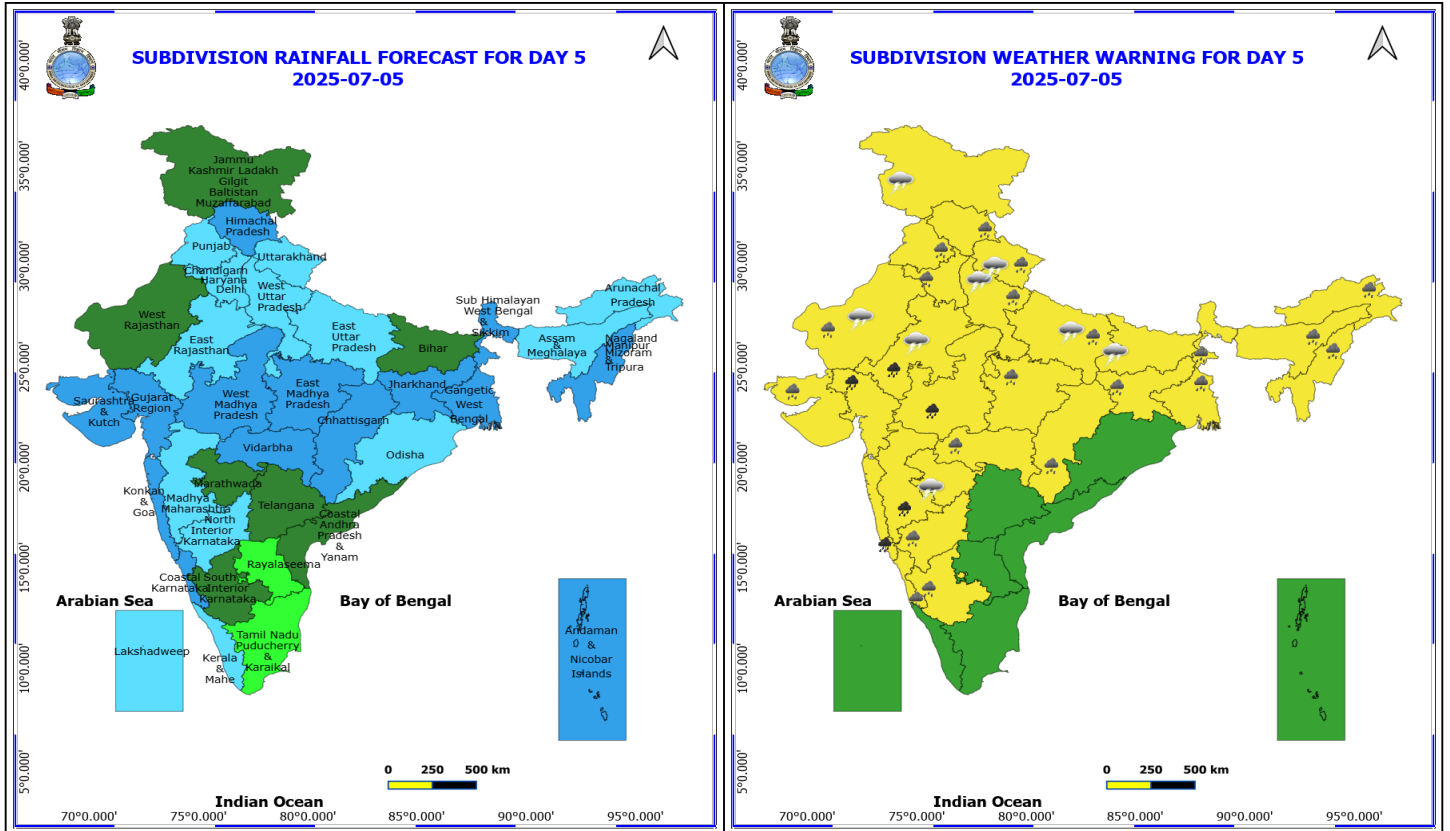 SUBDIVISION RAINFALL FORECAST FOR DAY 5
2025-07-05
40°0.000'
35°0.000'
30°0.000'
25°0.000'
20°0.000'
15°0.000'
10°0.000'
5°0.000'
Jammu
Kashmir Ladakh
Gilgit
Baltistan
Muzaffarabad
Himachal
Pradesh
Punjab
Uttarakhand
Chandigarh
Haryana
Delhi
West
Uttar
Pradesh
West
Rajasthan
East
Rajasthan
East
Uttar
Pradesh
Bihar
Sub Himalayan
West Bengal
&
Sikkim
Arunachal
Pradesh
Assam
&
Meghalaya
Nagaland
Manipur
Mizoram
&
Tripura
Saurashtra
&
Kutch
Gujarat
Region
West
Madhya
Pradesh
East
Madhya
Pradesh
Jharkhand
Gangetic
West
Bengal
Chhattisgarh
Vidarbha
Odisha
Konkan
&
Goa
Madhya
Maharashtra
Marathwada
Telangana
North
Interior
Karnataka
Coastal
Andhra
Pradesh
&
Yanam
Rayalaseema
Coastal
Karnataka
South
Interior
Karnataka
Tamil Nadu
Puducherry
&
Karaikal
Kerala
&
Mahe
Lakshadweep
Andaman
&
Nicobar
Islands
Arabian Sea
Bay of Bengal
Indian Ocean
0 250 500 km
70°0.000' 75°0.000' 80°0.000' 85°0.000' 90°0.000' 95°0.000'
SUBDIVISION WEATHER WARNING FOR DAY 5
2025-07-05
40°0.000'
35°0.000'
30°0.000'
25°0.000'
20°0.000'
15°0.000'
10°0.000'
5°0.000'
Arabian Sea
Bay of Bengal
Indian Ocean
0 250 500 km
70°0.000' 75°0.000' 80°0.000' 85°0.000' 90°0.000' 95°0.000'